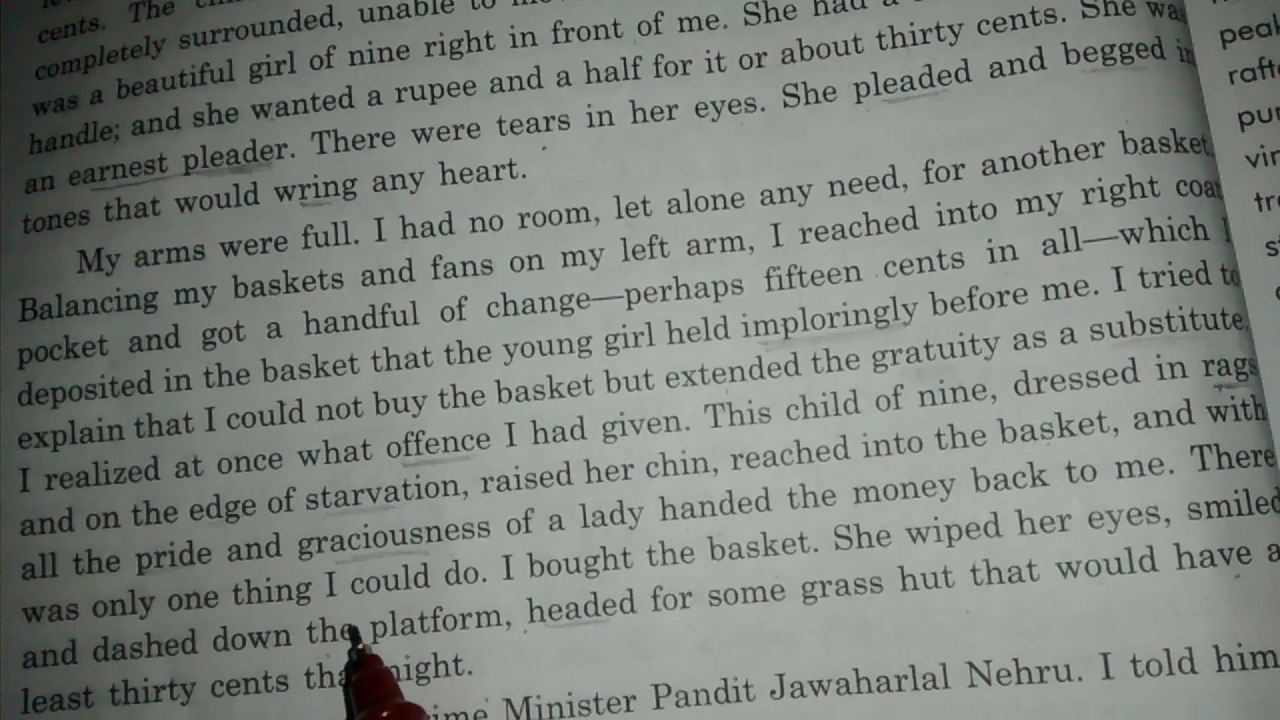 cents. The
completely surrounded, unable to
was a beautiful girl of nine right in front of me. She had a
handle; and she wanted a rupee and a half for it or about thirty cents. She wa
an earnest pleader. There were tears in her eyes. She pleaded and begged in
tones that would wring any heart.
My arms were full. I had no room, let alone any need, for another basket
Balancing my baskets and fans on my left arm, I reached into my right coat
pocket and got a handful of change—perhaps fifteen cents in all—which I
deposited in the basket that the young girl held imploringly before me. I tried to
explain that I could not buy the basket but extended the gratuity as a substitute.
I realized at once what offence I had given. This child of nine, dressed in rags
and on the edge of starvation, raised her chin, reached into the basket, and with
all the pride and graciousness of a lady handed the money back to me. There
was only one thing I could do. I bought the basket. She wiped her eyes, smiled
and dashed down the platform, headed for some grass hut that would have a
least thirty cents tha night.
ime Minister Pandit Jawaharlal Nehru. I told him
peak
raft
pu
vir
tr
s